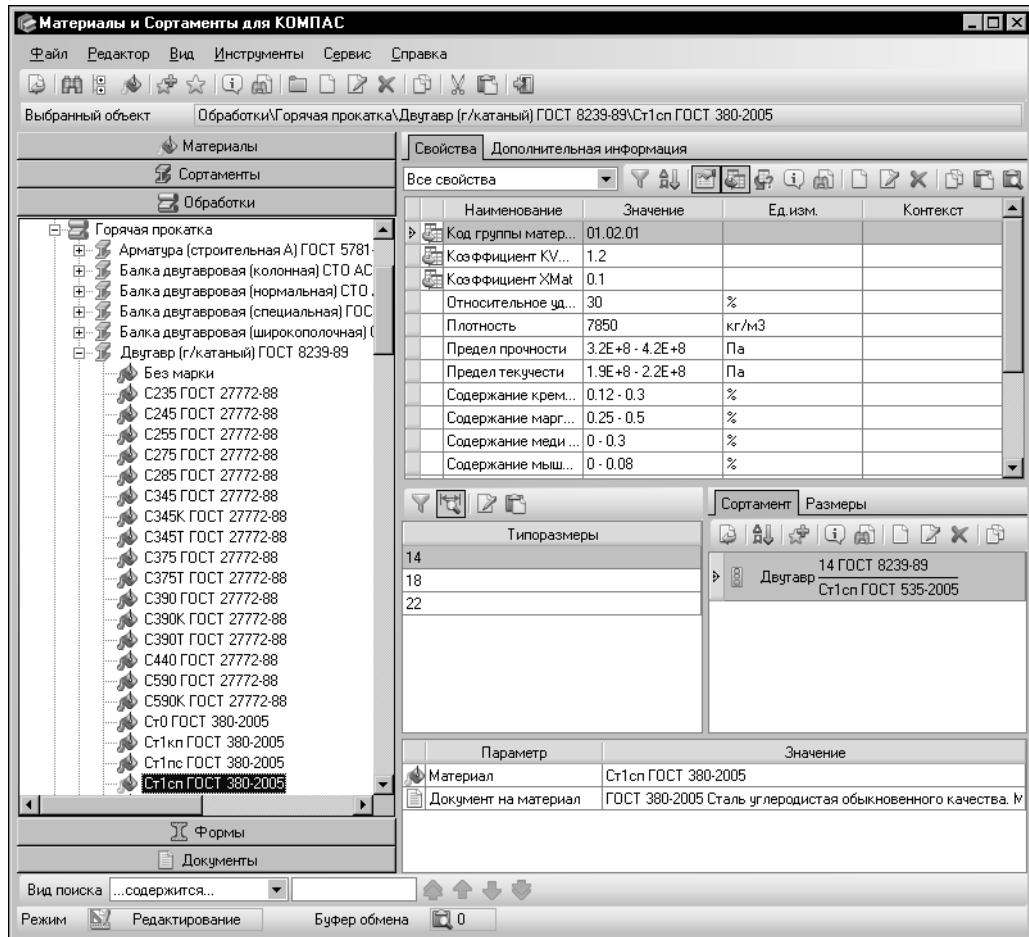 Материалы и Сортаменты для КОМПАС
Файл Редактор Вид Инструменты Сервис Справка
Выбранный объект Обработки\Горячая прокатка\Двутавр (г/катаный) ГОСТ 8239-89\Ст1сп ГОСТ 380-2005
Материалы
Сортаменты
Обработки
Горячая прокатка
Арматура (строительная А) ГОСТ 5781-
Балка двутавровая (колонная) СТО АС
Балка двутавровая (нормальная) СТО
Балка двутавровая (специальная) ГОС
Балка двутавровая (широкополочная)
Двутавр (г/катаный) ГОСТ 8239-89
Без марки
С235 ГОСТ 27772-88
С245 ГОСТ 27772-88
С255 ГОСТ 27772-88
С275 ГОСТ 27772-88
С285 ГОСТ 27772-88
С345 ГОСТ 27772-88
С345К ГОСТ 27772-88
С345Т ГОСТ 27772-88
С375 ГОСТ 27772-88
С375Т ГОСТ 27772-88
С390 ГОСТ 27772-88
С390К ГОСТ 27772-88
С390Т ГОСТ 27772-88
С440 ГОСТ 27772-88
С590 ГОСТ 27772-88
С590К ГОСТ 27772-88
Ст0 ГОСТ 380-2005
Ст1кп ГОСТ 380-2005
Ст1пс ГОСТ 380-2005
Ст1сп ГОСТ 380-2005
Формы
Документы
Свойства Дополнительная информация
Все свойства
Наименование Значение Ед.изм. Контекст
Код группы матер... 01.02.01
Коэффициент KV... 1.2
Коэффициент XMat 0.1
Относительное уд... 30 %
Плотность 7850 кг/м3
Предел прочности 3.2E+8 - 4.2E+8 Па
Предел текучести 1.9E+8 - 2.2E+8 Па
Содержание крем... 0.12 - 0.3 %
Содержание марг... 0.25 - 0.5 %
Содержание меди ... 0 - 0.3 %
Содержание мыш... 0 - 0.08 %
Типоразмеры
14
18
22
Сортамент Размеры
14 ГОСТ 8239-89
Двутавр
Ст1сп ГОСТ 535-2005
Параметр Значение
Материал Ст1сп ГОСТ 380-2005
Документ на материал ГОСТ 380-2005 Сталь углеродистая обыкновенного качества. М
Вид поиска ...содержится...
Режим Редактирование Буфер обмена 0